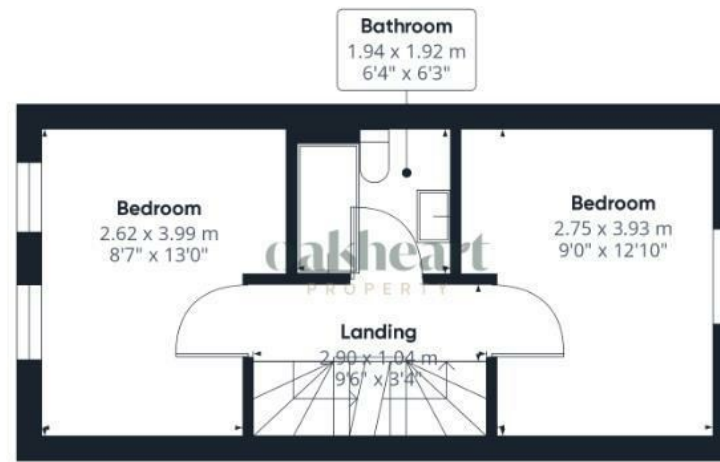 Bathroom
1.94 x 1.92 m
6'4" x 6'3"
Bedroom
2.62 x 3.99 m
8'7" x 13'0"
Bedroom
2.75 x 3.93 m
9'0" x 12'10"
oakheart
PROPERTY
Landing
2.90 x 1.04 m
9'6" x 3'4"